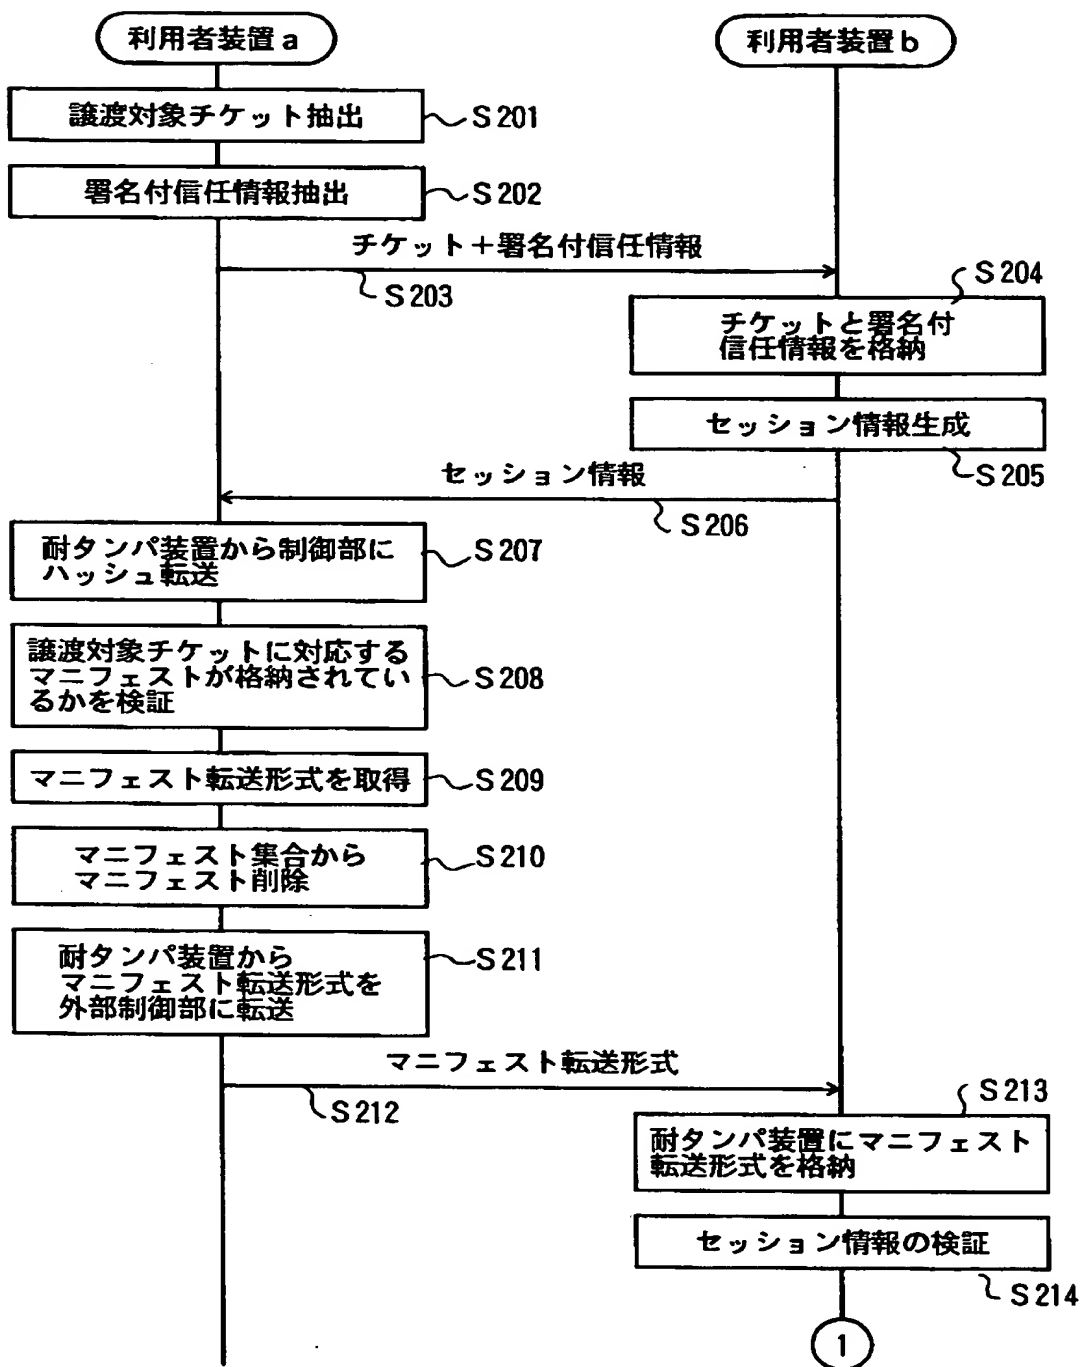 利用者装置a
利用者装置b
譲渡対象チケット抽出
S201
署名付信任情報抽出
S202
チケット+署名付信任情報
S203
S204
チケットと署名付
信任情報を格納
セッション情報生成
S205
セッション情報
S206
耐タンパ装置から制御部に
ハッシュ転送
S207
譲渡対象チケットに対応する
マニフェストが格納されてい
るかを検証
S208
マニフェスト転送形式を取得
S209
マニフェスト集合から
マニフェスト削除
S210
耐タンパ装置から
マニフェスト転送形式を
外部制御部に転送
S211
マニフェスト転送形式
S212
S213
耐タンパ装置にマニフェスト
転送形式を格納
セッション情報の検証
S214
1